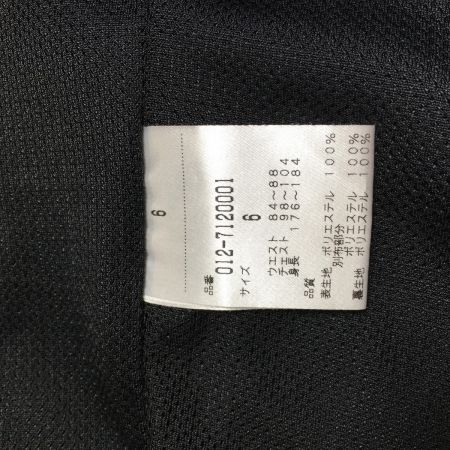 6
品番
012-7120001
サイズ
6
ウエスト 84~88
チェスト 98~104
身長 176~184
品質
表生地 ポリエステル 100%
別布部分
ポリエステル 100%
裏生地 ポリエステル 100%